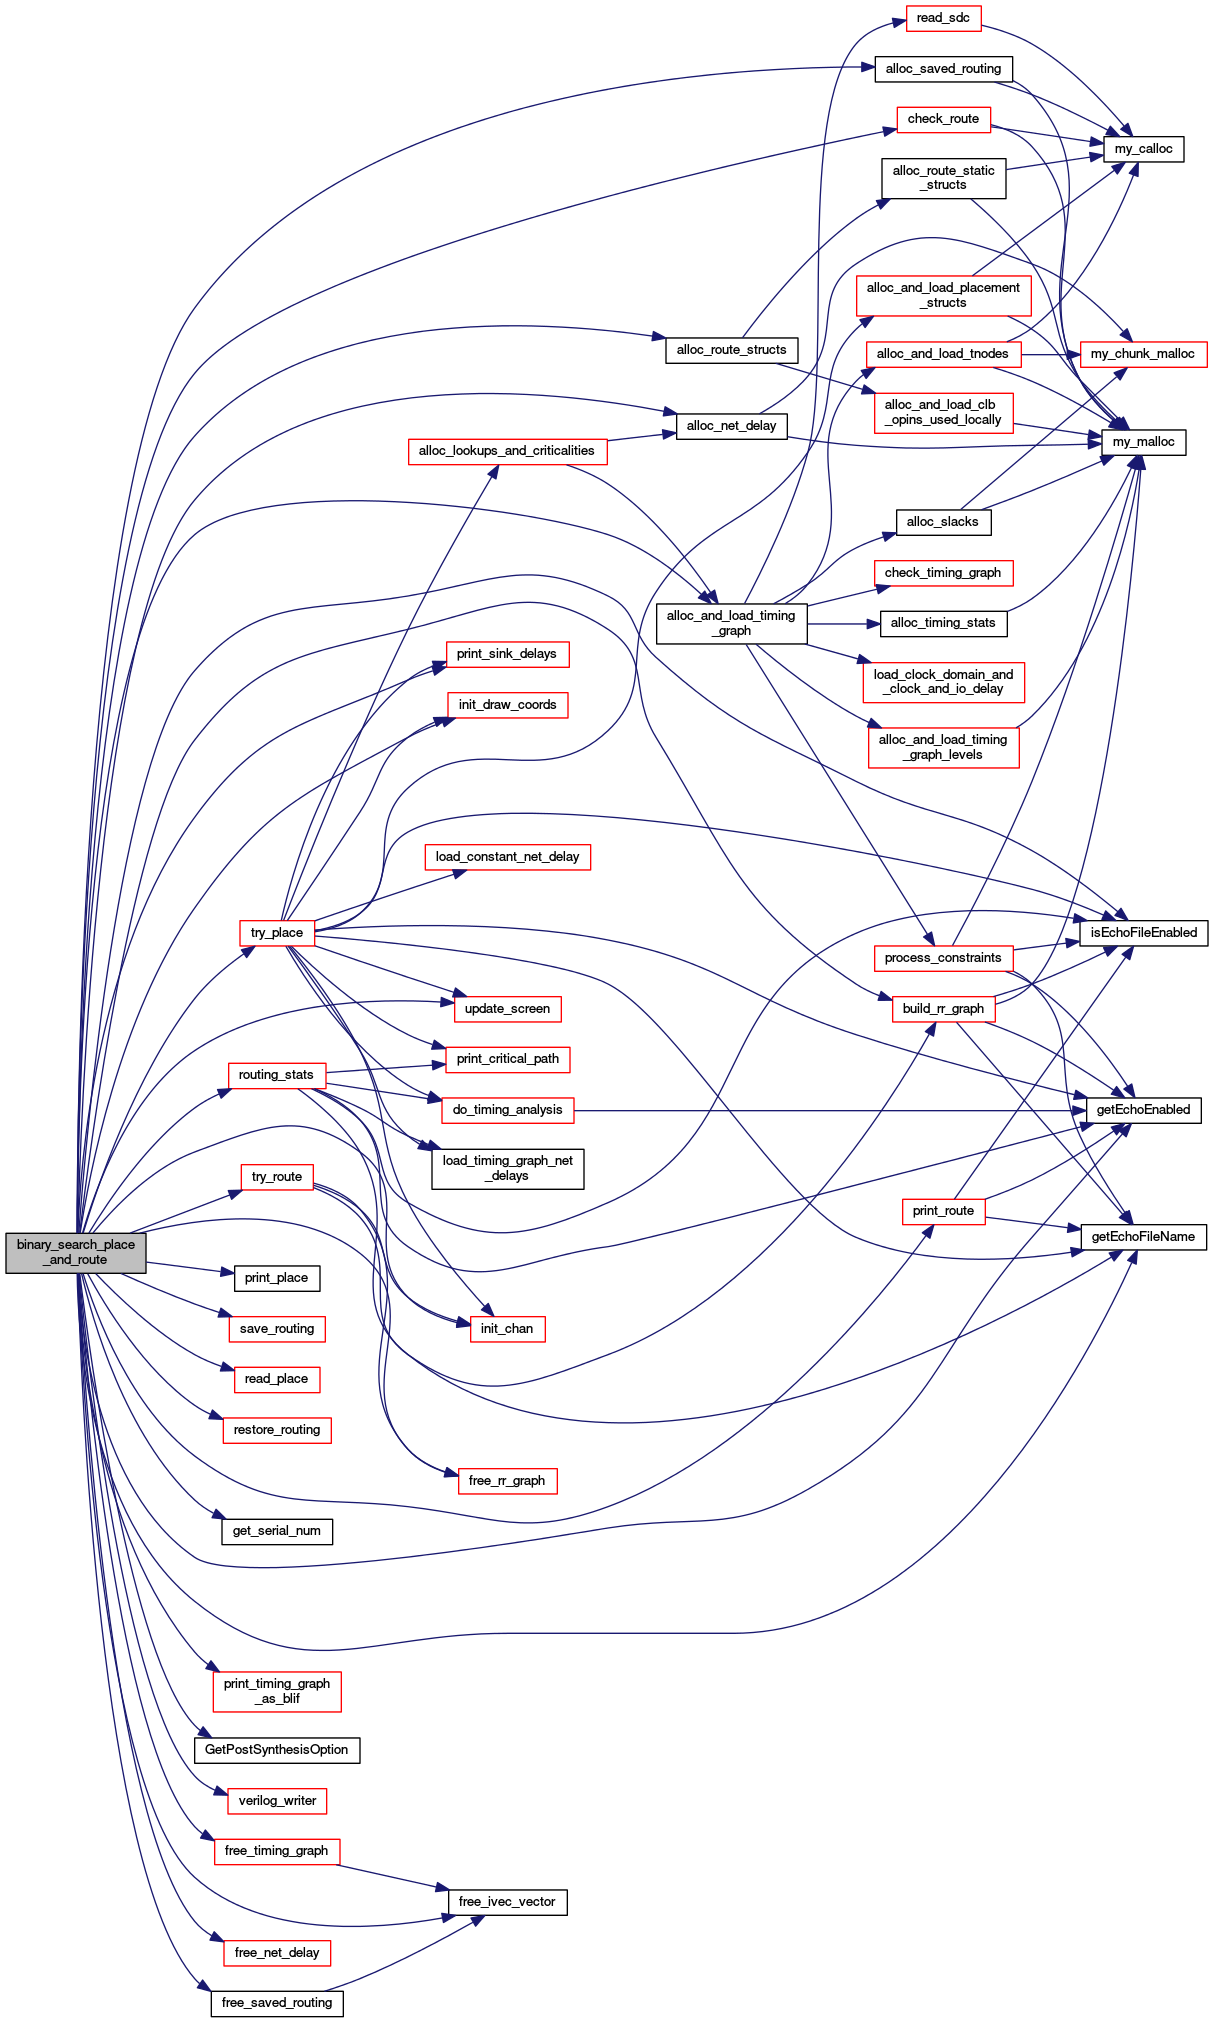 read_sdc
alloc_saved_routing
check_route
my_calloc
alloc_route_static
_structs
alloc_and_load_placement
_structs
alloc_route_structs
alloc_and_load_tnodes
my_chunk_malloc
alloc_and_load_clb
_opins_used_locally
alloc_net_delay
my_malloc
alloc_lookups_and_criticalities
alloc_slacks
check_timing_graph
alloc_and_load_timing
_graph
alloc_timing_stats
print_sink_delays
load_clock_domain_and
_clock_and_io_delay
init_draw_coords
alloc_and_load_timing
_graph_levels
load_constant_net_delay
try_place
isEchoFileEnabled
process_constraints
update_screen
build_rr_graph
print_critical_path
routing_stats
do_timing_analysis
getEchoEnabled
load_timing_graph_net
_delays
try_route
print_route
getEchoFileName
binary_search_place
_and_route
print_place
save_routing
init_chan
read_place
restore_routing
free_rr_graph
get_serial_num
print_timing_graph
_as_blif
GetPostSynthesisOption
verilog_writer
free_timing_graph
free_ivec_vector
free_net_delay
free_saved_routing